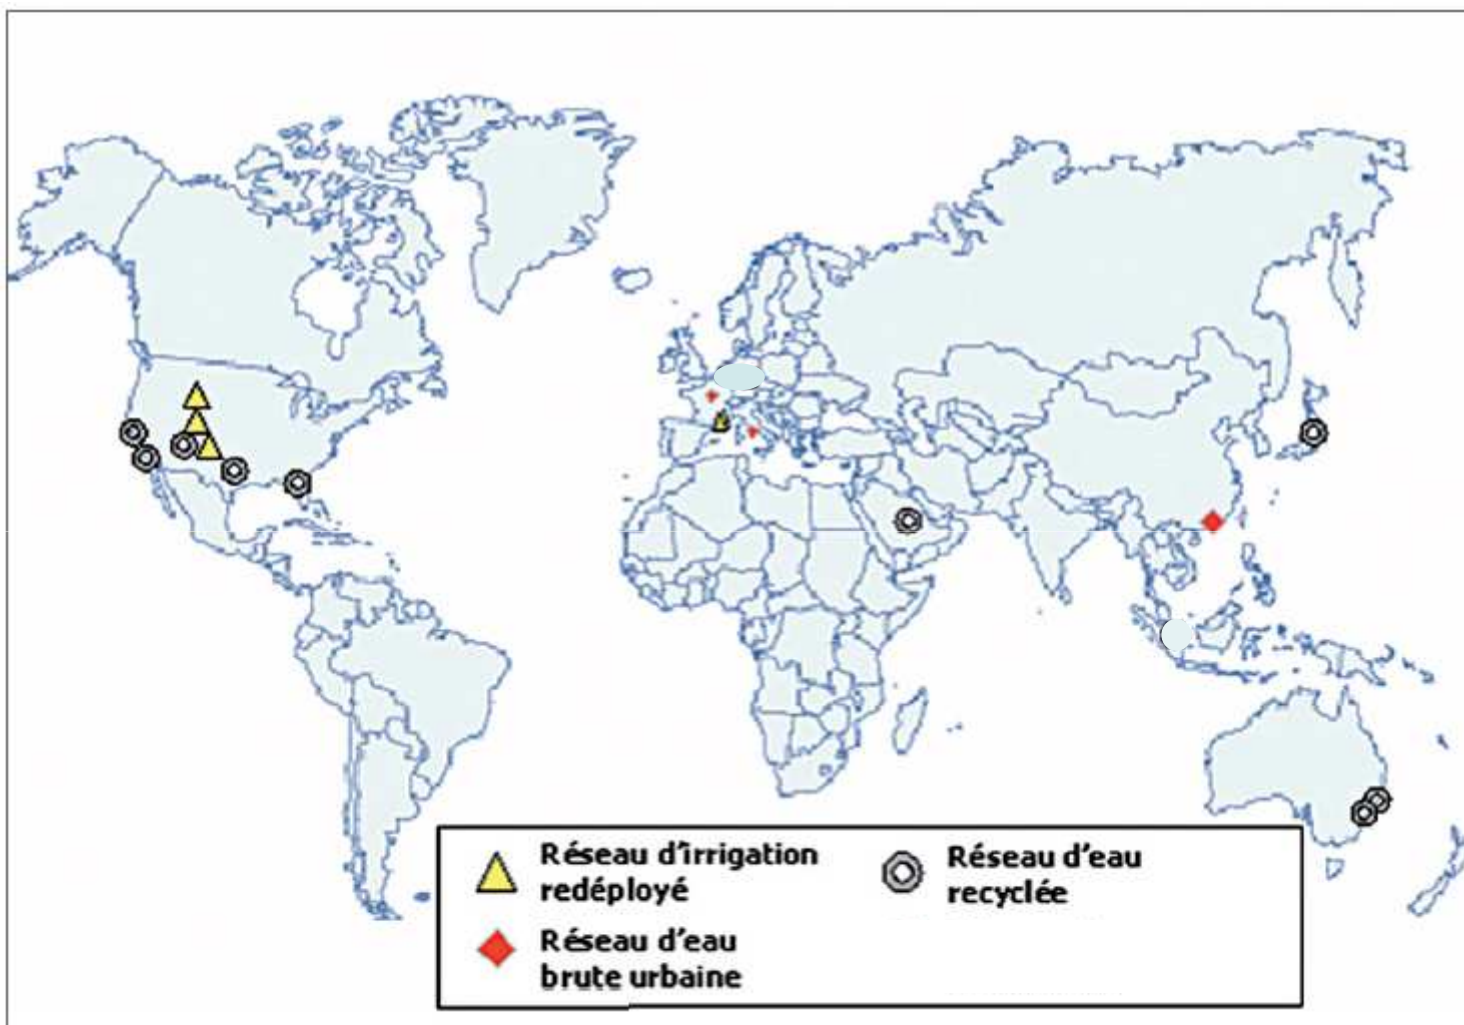 Réseau d'irrigation
redéployé
Réseau d'eau
brute urbaine
Réseau d'eau
recyclée